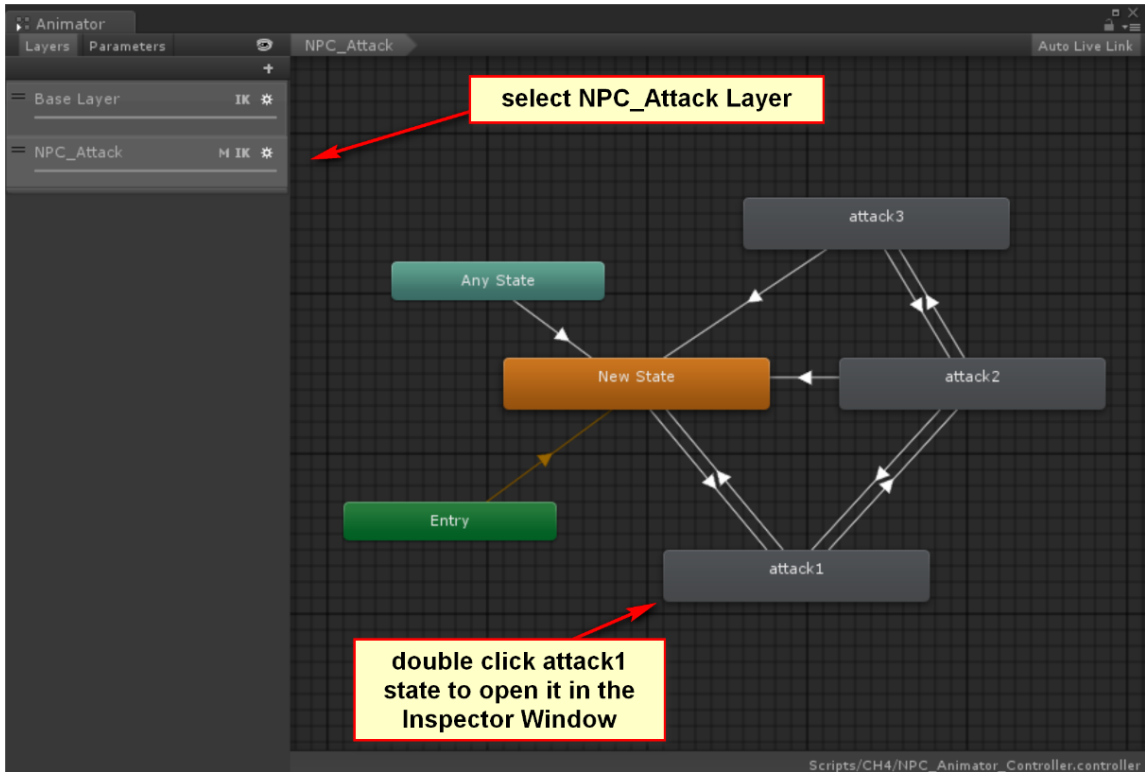 Animator
Layers Parameters
NPC_Attack
Auto Live Link
+
Base Layer IK
NPC_Attack M IK
select NPC_Attack Layer
attack3
Any State
New State
attack2
Entry
attack1
double click attack1
state to open it in the
Inspector Window
Scripts/CH4/NPC_Animator_Controller.controller